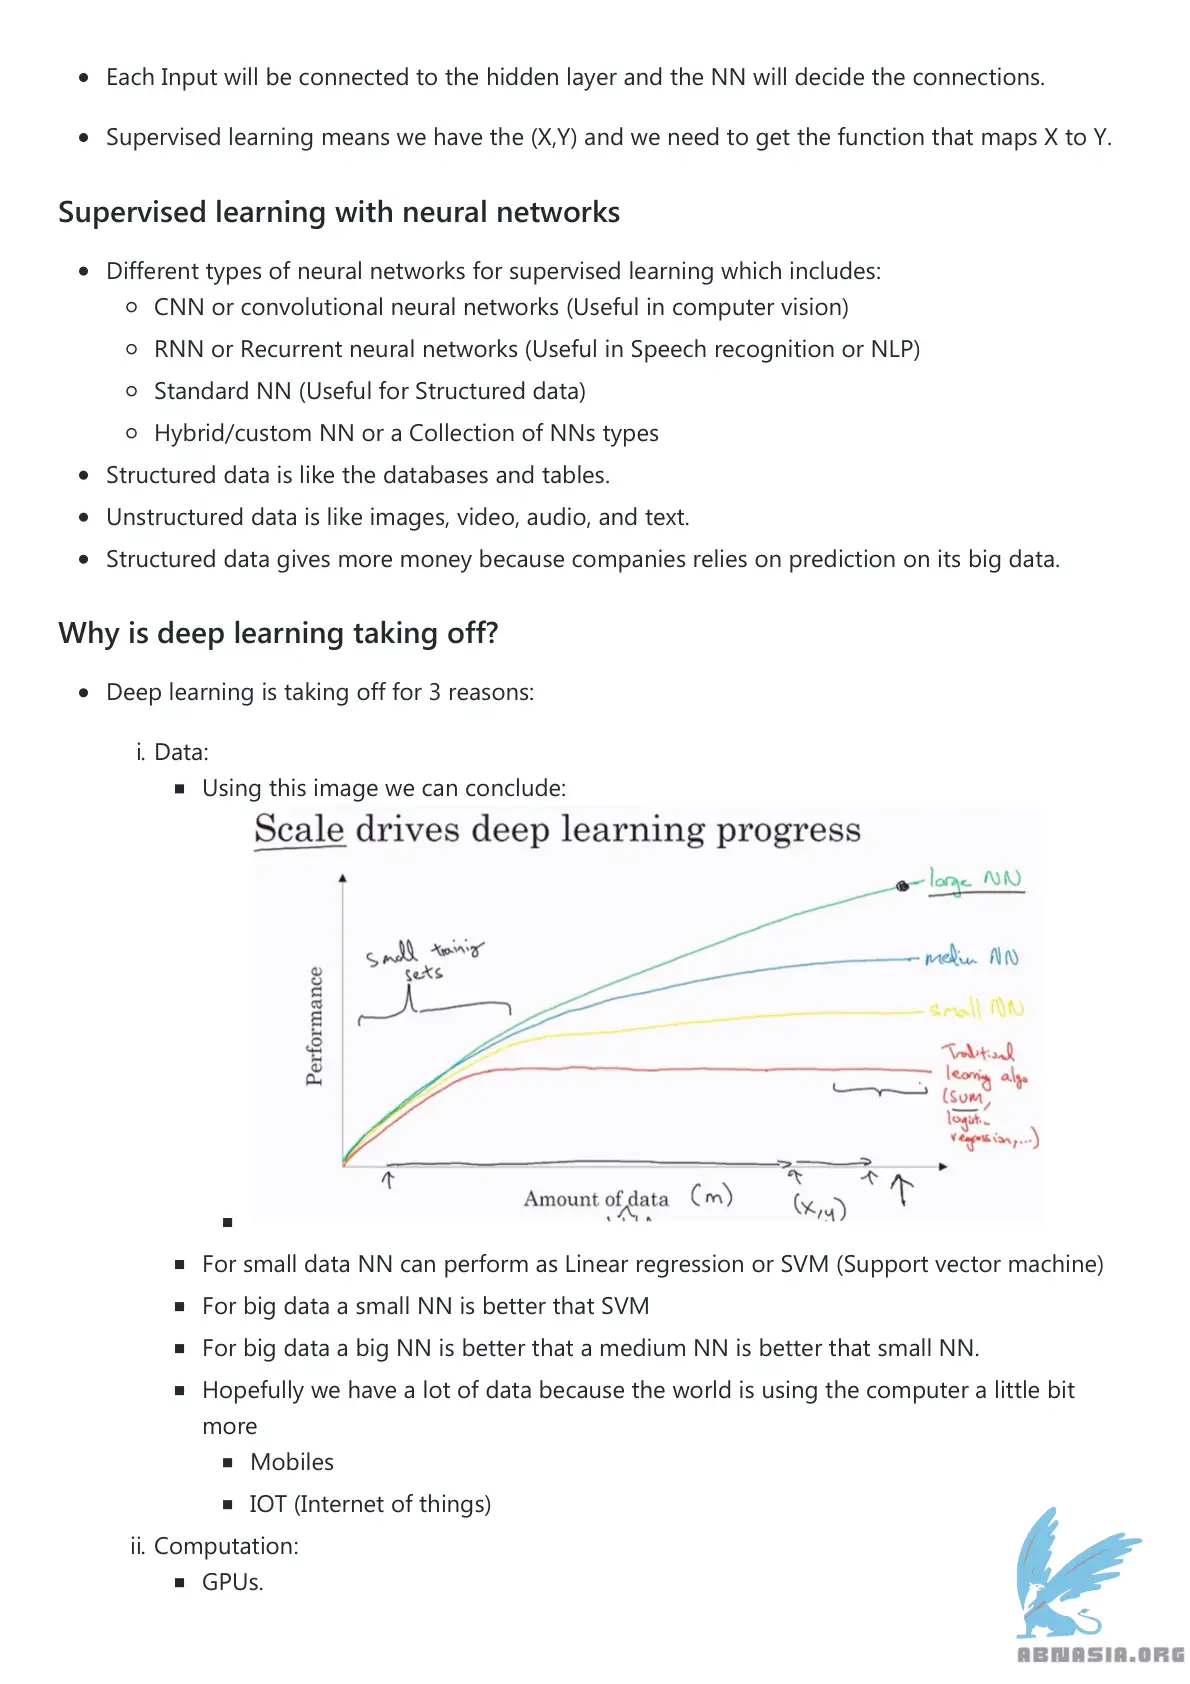 Each Input will be connected to the hidden layer and the NN will decide the connections.
Supervised learning means we have the (X,Y) and we need to get the function that maps X to Y.
Supervised learning with neural networks
Different types of neural networks for supervised learning which includes:
CNN or convolutional neural networks (Useful in computer vision)
RNN or Recurrent neural networks (Useful in Speech recognition or NLP)
Standard NN (Useful for Structured data)
Hybrid/custom NN or a Collection of NNs types
Structured data is like the databases and tables.
Unstructured data is like images, video, audio, and text.
Structured data gives more money because companies relies on prediction on its big data.
Why is deep learning taking off?
Deep learning is taking off for 3 reasons:
i. Data:
Using this image we can conclude:
Scale drives deep learning progress
large NN
small trainig
sets
mediun NN
small NN
Performance
Traditional
learning algo
(SVM,
logistic
regression,...)
Amount of data (m)
(x,y)
For small data NN can perform as Linear regression or SVM (Support vector machine)
For big data a small NN is better that SVM
For big data a big NN is better that a medium NN is better that small NN.
Hopefully we have a lot of data because the world is using the computer a little bit
more
Mobiles
IOT (Internet of things)
ii. Computation:
GPUs.
ABNASIA.ORG